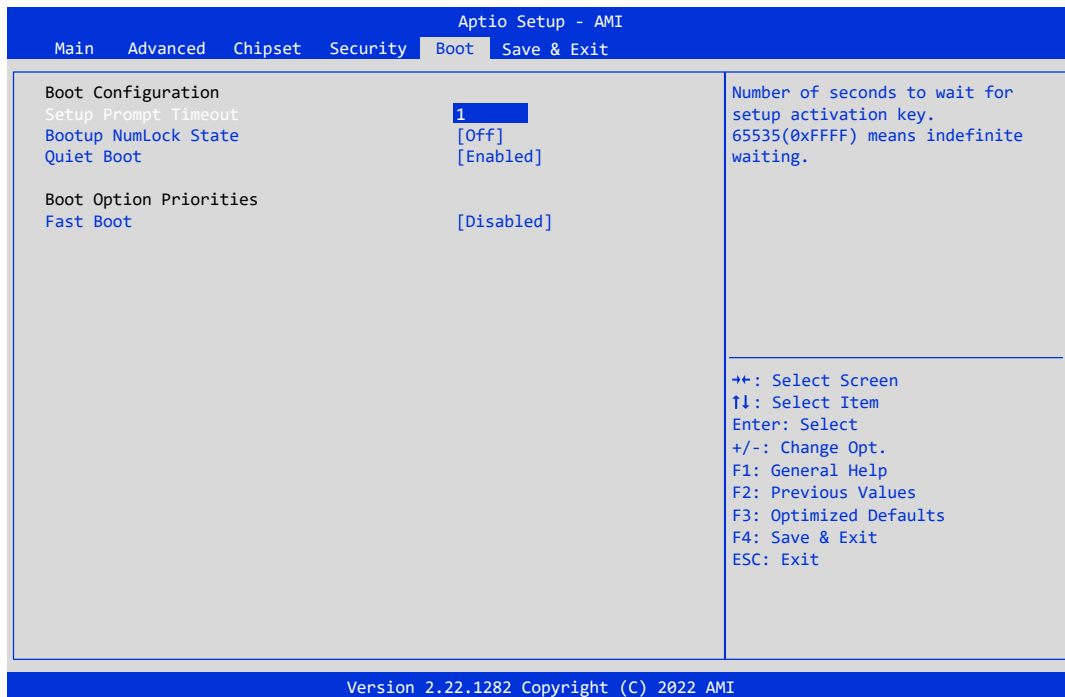 Aptio Setup - AMI
Main Advanced Chipset Security Boot Save & Exit
Boot Configuration
Setup Prompt Timeout 1
Bootup NumLock State [Off]
Quiet Boot [Enabled]
Boot Option Priorities
Fast Boot [Disabled]
Number of seconds to wait for
setup activation key.
65535(0xFFFF) means indefinite
waiting.
→←: Select Screen
↑↓: Select Item
Enter: Select
+/-: Change Opt.
F1: General Help
F2: Previous Values
F3: Optimized Defaults
F4: Save & Exit
ESC: Exit
Version 2.22.1282 Copyright (C) 2022 AMI